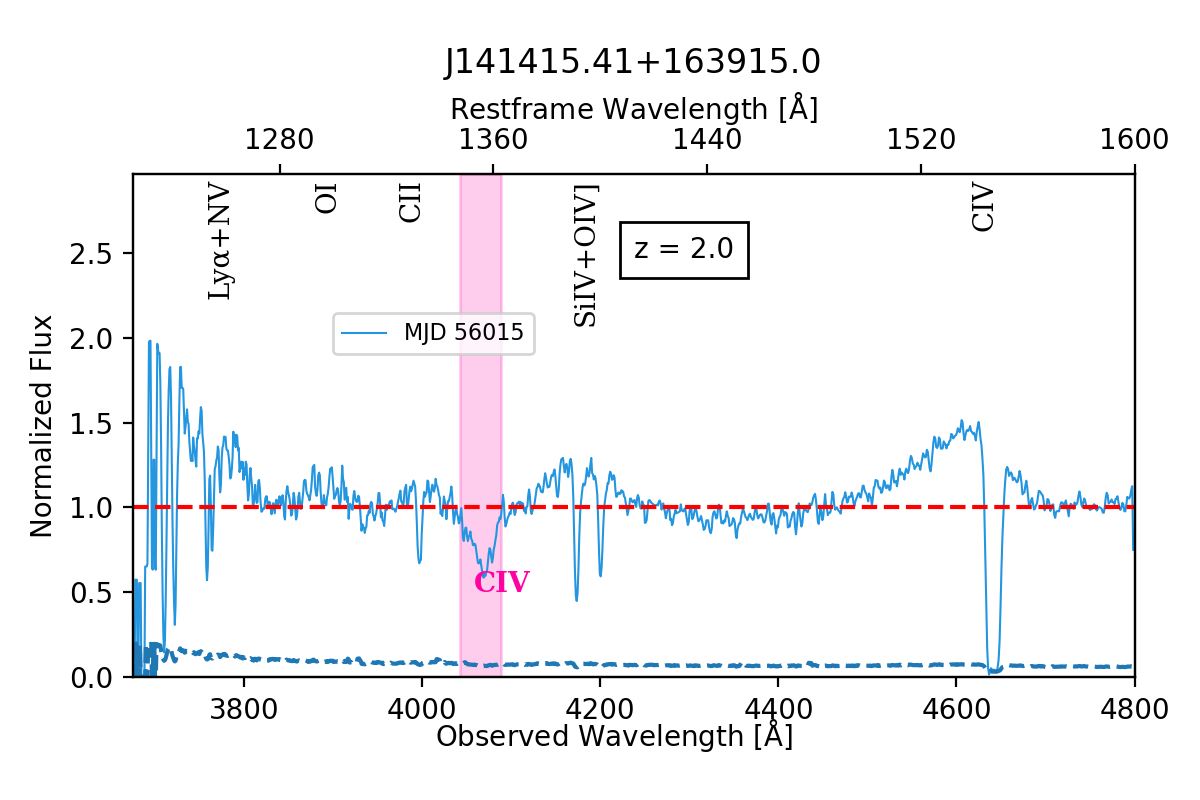 J141415.41+163915.0
Restframe Wavelength [Å]
1280 1360 1440 1520 1600
Lyα+NV
OI
CII
SiIV+OIV]
CIV
z = 2.0
MJD 56015
CIV
Normalized Flux
2.5
2.0
1.5
1.0
0.5
0.0
3800 4000 4200 4400 4600 4800
Observed Wavelength [Å]